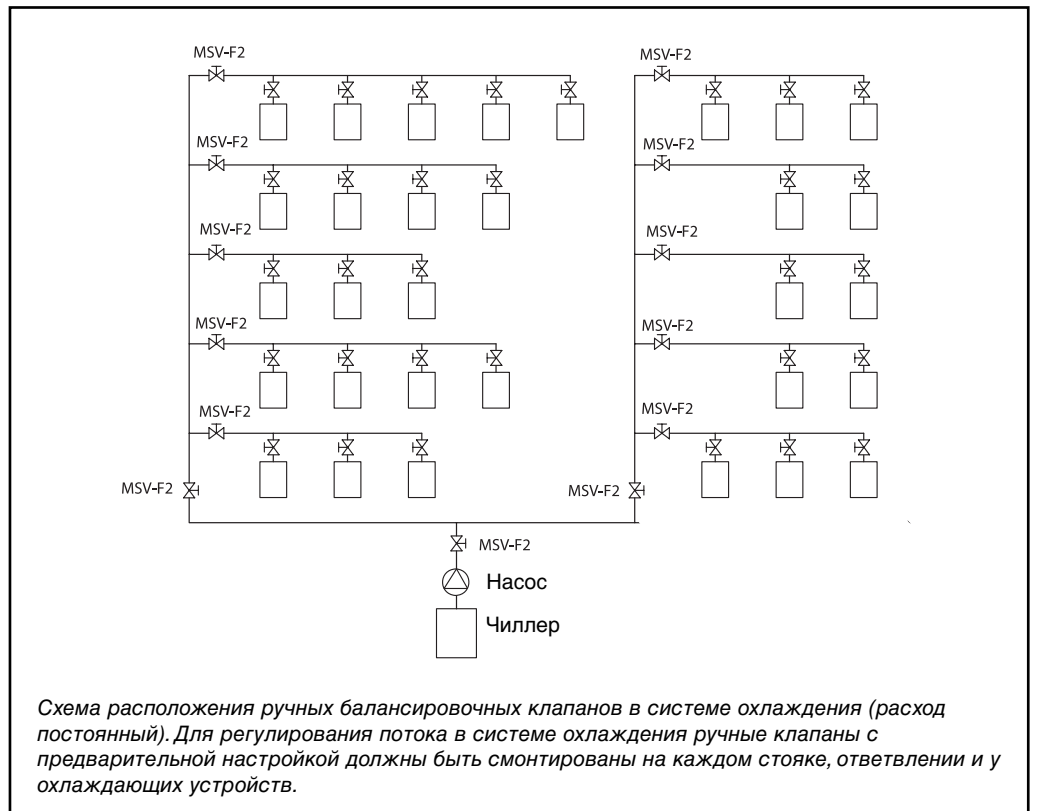 MSV-F2
MSV-F2
MSV-F2
MSV-F2
MSV-F2
MSV-F2
MSV-F2
MSV-F2
MSV-F2
MSV-F2
MSV-F2
MSV-F2
MSV-F2
Насос
Чиллер
Схема расположения ручных балансировочных клапанов в системе охлаждения (расход
постоянный). Для регулирования потока в системе охлаждения ручные клапаны с
предварительной настройкой должны быть смонтированы на каждом стояке, ответвлении и у
охлаждающих устройств.